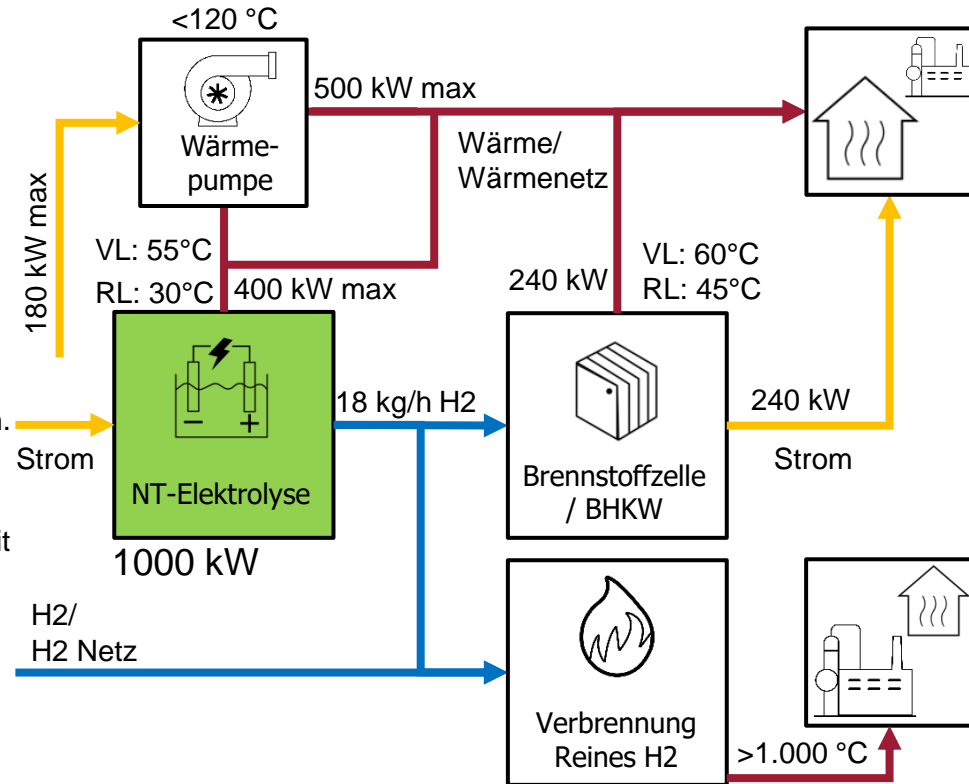 <120 °C
Wärme-
pumpe
500 kW max
180 kW max
Wärme/
Wärmenetz
VL: 55°C
RL: 30°C
400 kW max
240 kW
VL: 60°C
RL: 45°C
NT-Elektrolyse
1000 kW
Strom
18 kg/h H2
Brennstoffzelle
/ BHKW
240 kW
Strom
it
H2/
H2 Netz
Verbrennung
Reines H2
>1.000 °C